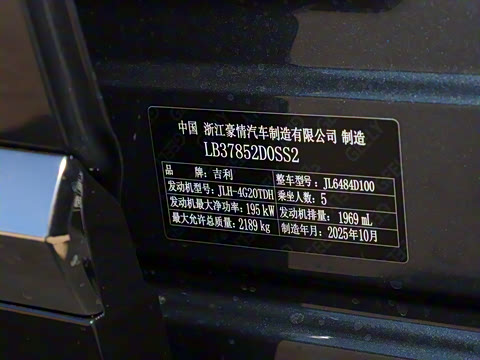 中国 浙江豪情汽车制造有限公司 制造
LB37852D0SS2
品 牌: 吉利 整车型号: JL6484D100
发动机型号: JLH-4G20TDH 乘坐人数: 5
发动机最大净功率: 195 kW 发动机排量: 1969 mL
最大允许总质量: 2189 kg 制造年月: 2025年10月